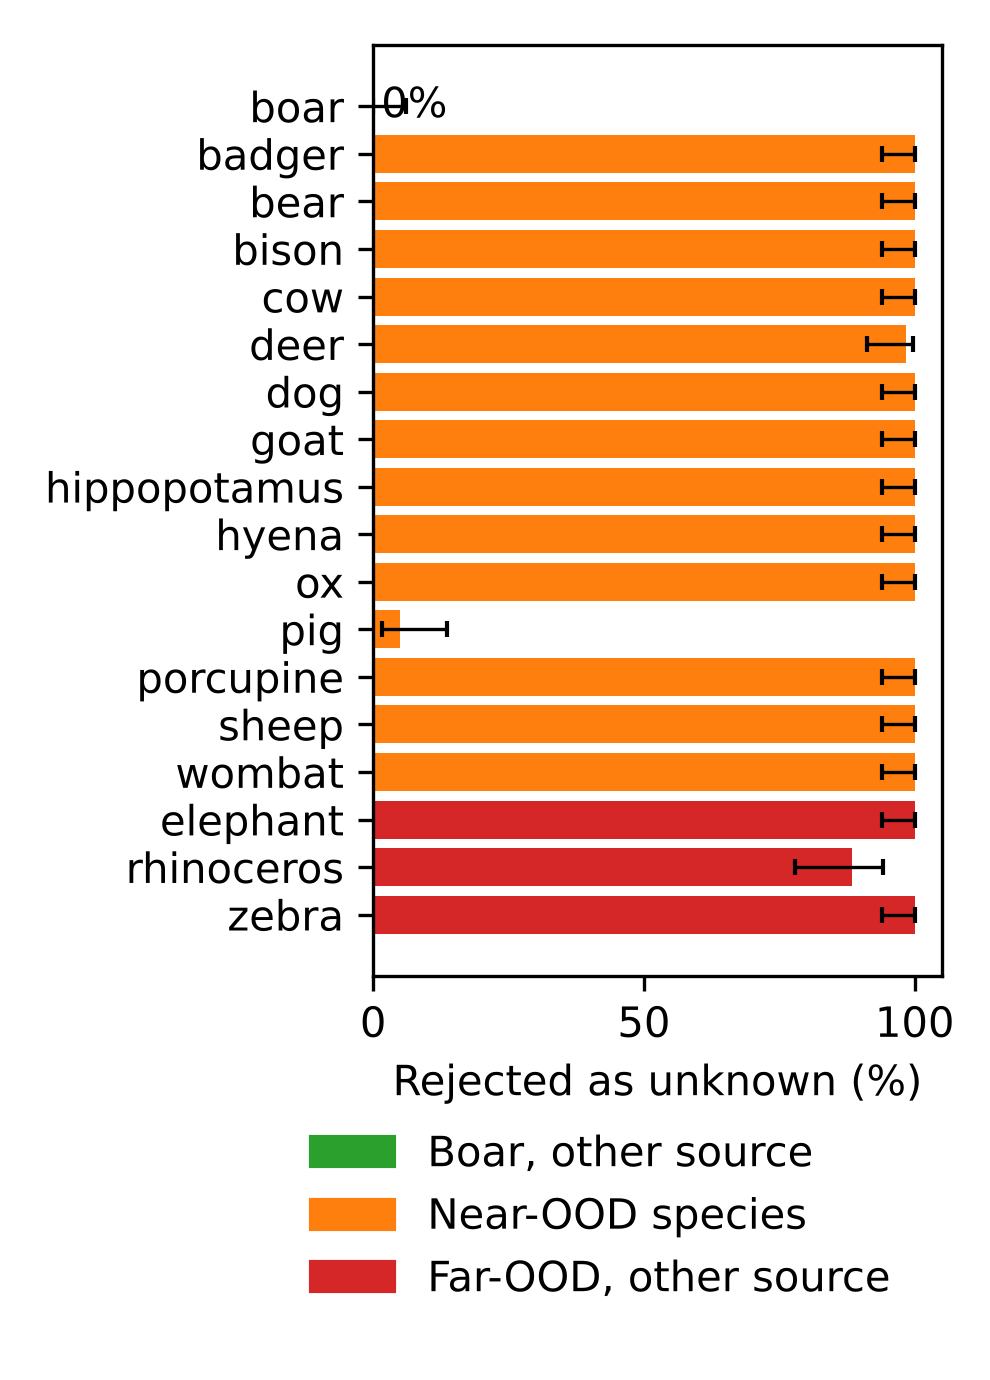 boar 0%
badger
bear
bison
cow
deer
dog
goat
hippopotamus
hyena
ox
pig
porcupine
sheep
wombat
elephant
rhinoceros
zebra
0 50 100
Rejected as unknown (%)
Boar, other source
Near-OOD species
Far-OOD, other source